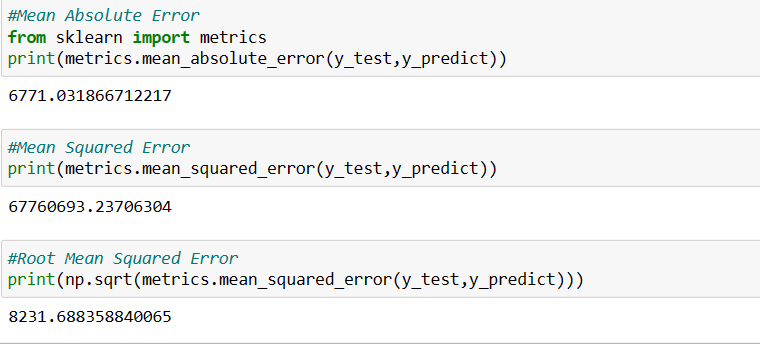 #Mean Absolute Error
from sklearn import metrics
print(metrics.mean_absolute_error(y_test,y_predict))
6771.031866712217
#Mean Squared Error
print(metrics.mean_squared_error(y_test,y_predict))
67760693.23706304
#Root Mean Squared Error
print(np.sqrt(metrics.mean_squared_error(y_test,y_predict)))
8231.688358840065